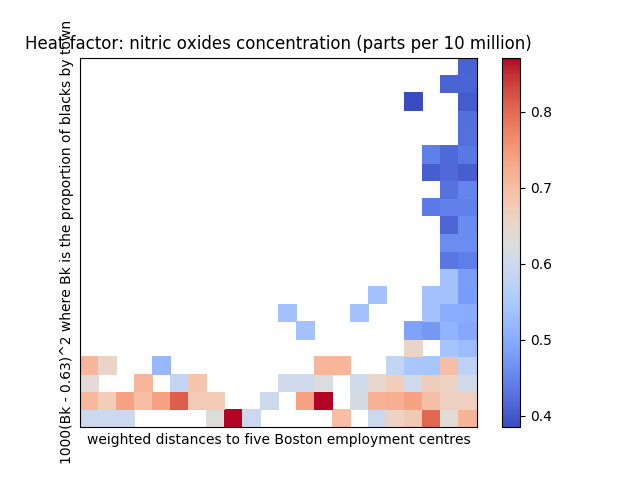 Heat factor: nitric oxides concentration (parts per 10 million)
1000(Bk - 0.63)^2 where Bk is the proportion of blacks by town
0.8
0.7
0.6
0.5
0.4
weighted distances to five Boston employment centres